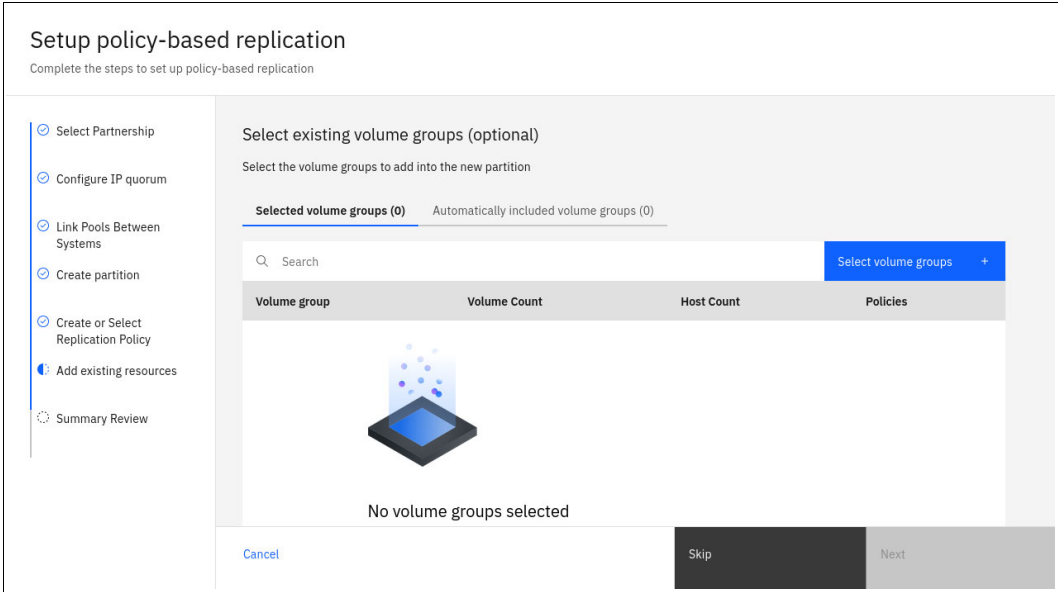 Setup policy-based replication
Complete the steps to set up policy-based replication
Select Partnership
Configure IP quorum
Link Pools Between
Systems
Create partition
Create or Select
Replication Policy
Add existing resources
Summary Review
Select existing volume groups (optional)
Select the volume groups to add into the new partition
Selected volume groups (0) Automatically included volume groups (0)
Search Select volume groups +
Volume group Volume Count Host Count Policies
No volume groups selected
Cancel Skip Next